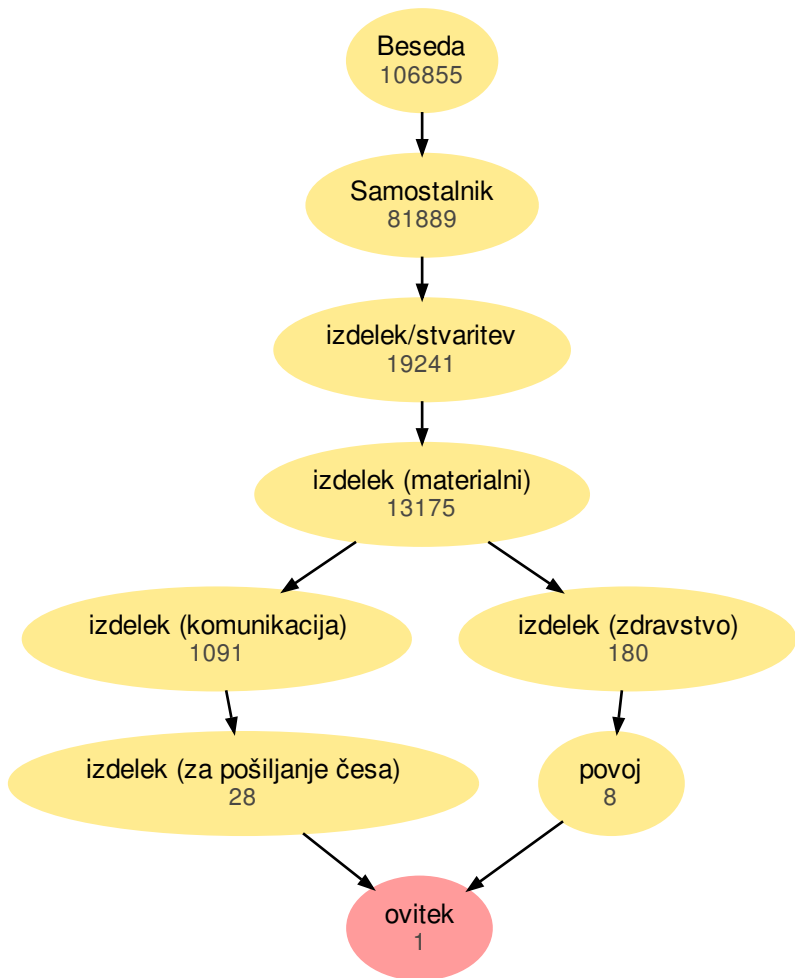 Beseda
106855
Samostalnik
81889
izdelek/stvaritev
19241
izdelek (materialni)
13175
izdelek (komunikacija)
1091
izdelek (zdravstvo)
180
izdelek (za pošiljanje česa)
28
povoj
8
ovitek
1